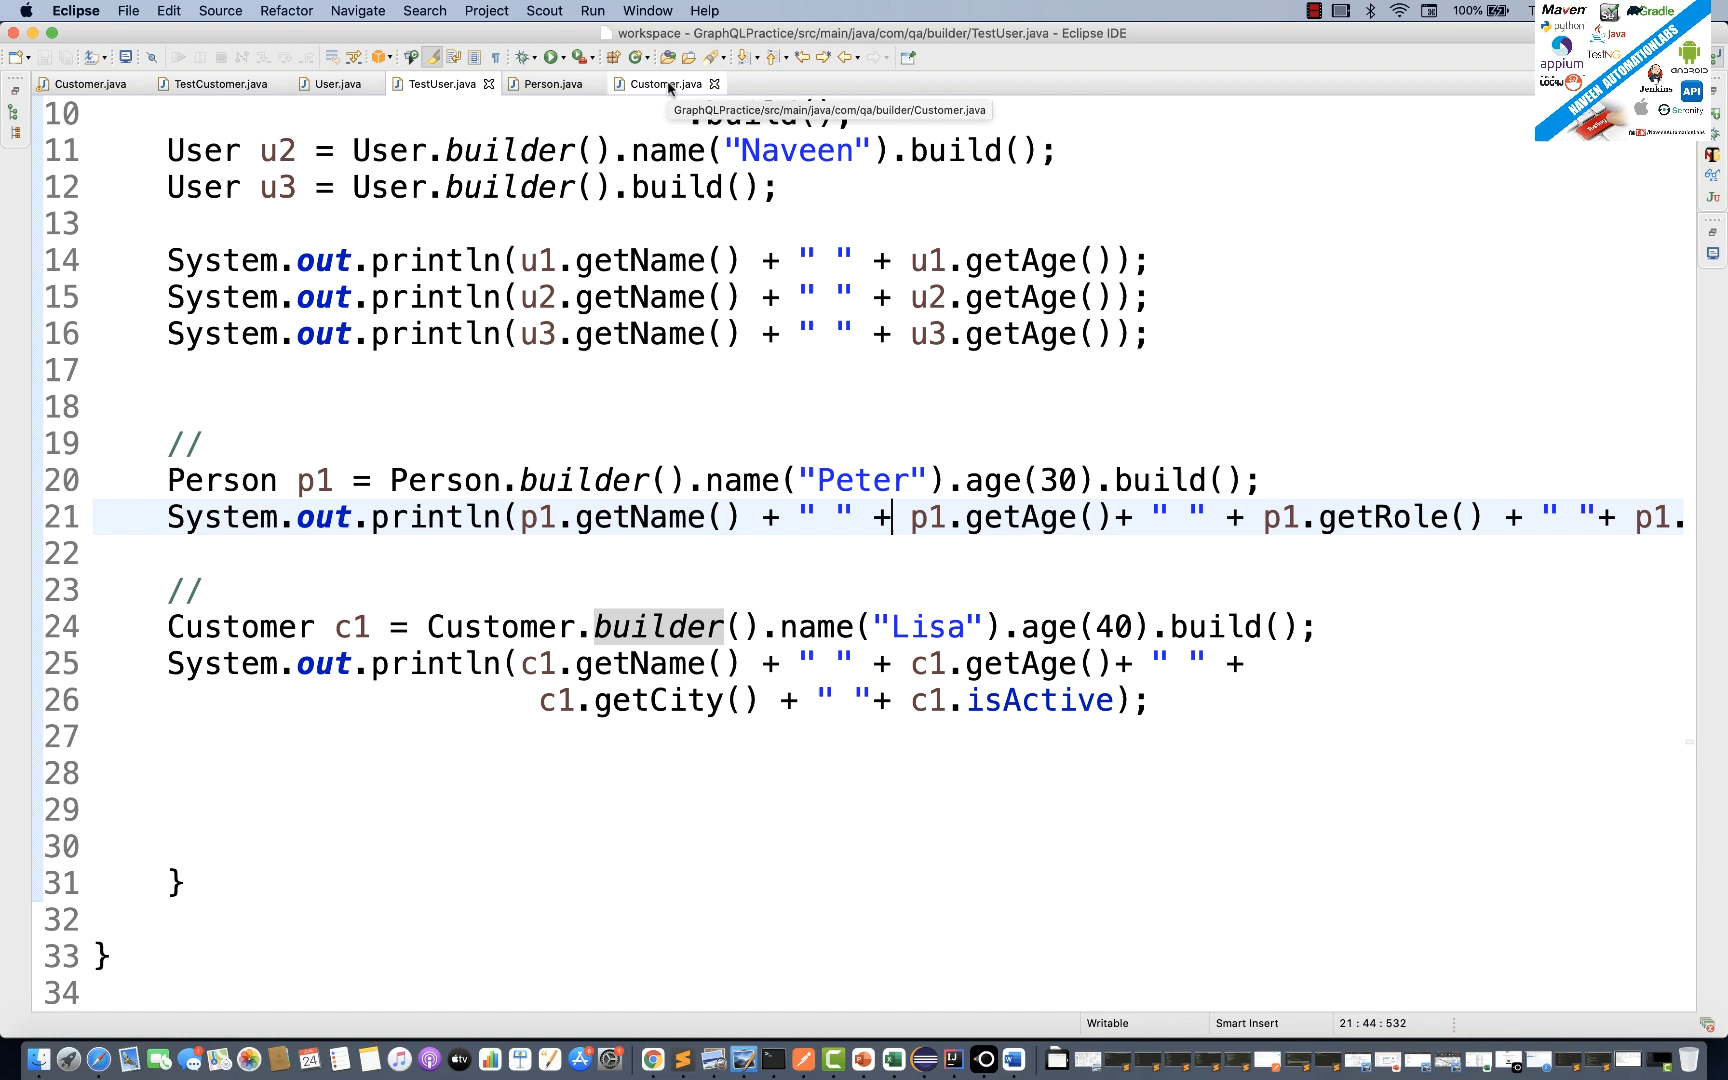 Eclipse File Edit Source Refactor Navigate Search Project Scout Run Window Help 100%
workspace - GraphQLPractice/src/main/java/com/qa/builder/TestUser.java - Eclipse IDE
Customer.java TestCustomer.java User.java TestUser.java Person.java Customer.java
GraphQLPractice/src/main/java/com/qa/builder/Customer.java
10 .build();
11 User u2 = User.builder().name("Naveen").build();
12 User u3 = User.builder().build();
13
14 System.out.println(u1.getName() + " " + u1.getAge());
15 System.out.println(u2.getName() + " " + u2.getAge());
16 System.out.println(u3.getName() + " " + u3.getAge());
17
18
19 //
20 Person p1 = Person.builder().name("Peter").age(30).build();
21 System.out.println(p1.getName() + " " + p1.getAge()+ " " + p1.getRole() + " "+ p1.
22
23 //
24 Customer c1 = Customer.builder().name("Lisa").age(40).build();
25 System.out.println(c1.getName() + " " + c1.getAge()+ " " +
26 c1.getCity() + " "+ c1.isActive);
27
28
29
30
31 }
32
33 }
34
Writable Smart Insert 21 : 44 : 532
Maven Se Gradle
python Java
appium TestNG ANDROID
LOG4J Jenkins API
NAVEEN AUTOMATIONLABS
Serenity
Testing